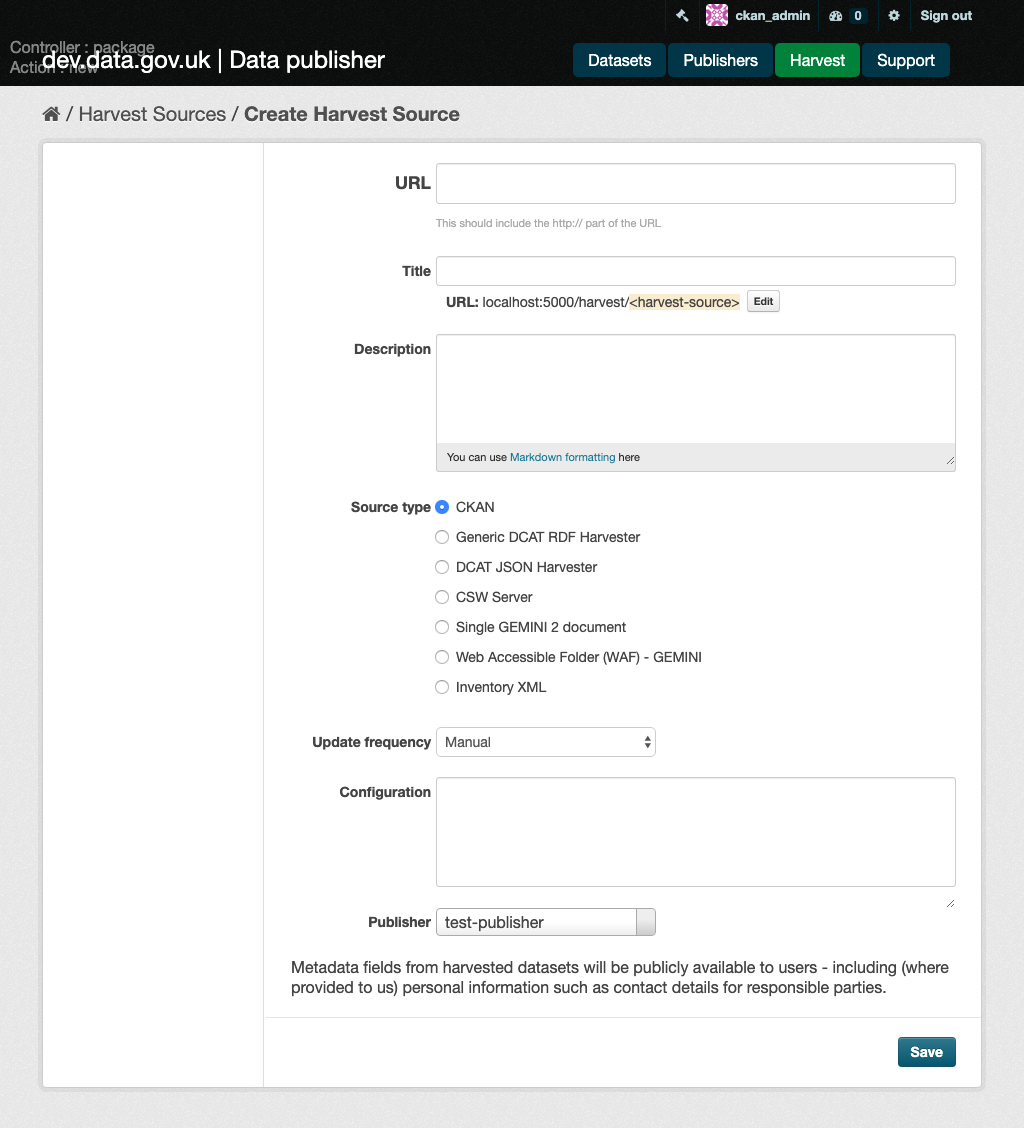 ckan_admin 0 Sign out
Controller : package
Action : new
dev.data.gov.uk | Data publisher
Datasets Publishers Harvest Support
/ Harvest Sources / Create Harvest Source
URL
This should include the http:// part of the URL
Title
URL: localhost:5000/harvest/<harvest-source> Edit
Description
You can use Markdown formatting here
Source type CKAN
Generic DCAT RDF Harvester
DCAT JSON Harvester
CSW Server
Single GEMINI 2 document
Web Accessible Folder (WAF) - GEMINI
Inventory XML
Update frequency Manual
Configuration
Publisher test-publisher
Metadata fields from harvested datasets will be publicly available to users - including (where
provided to us) personal information such as contact details for responsible parties.
Save